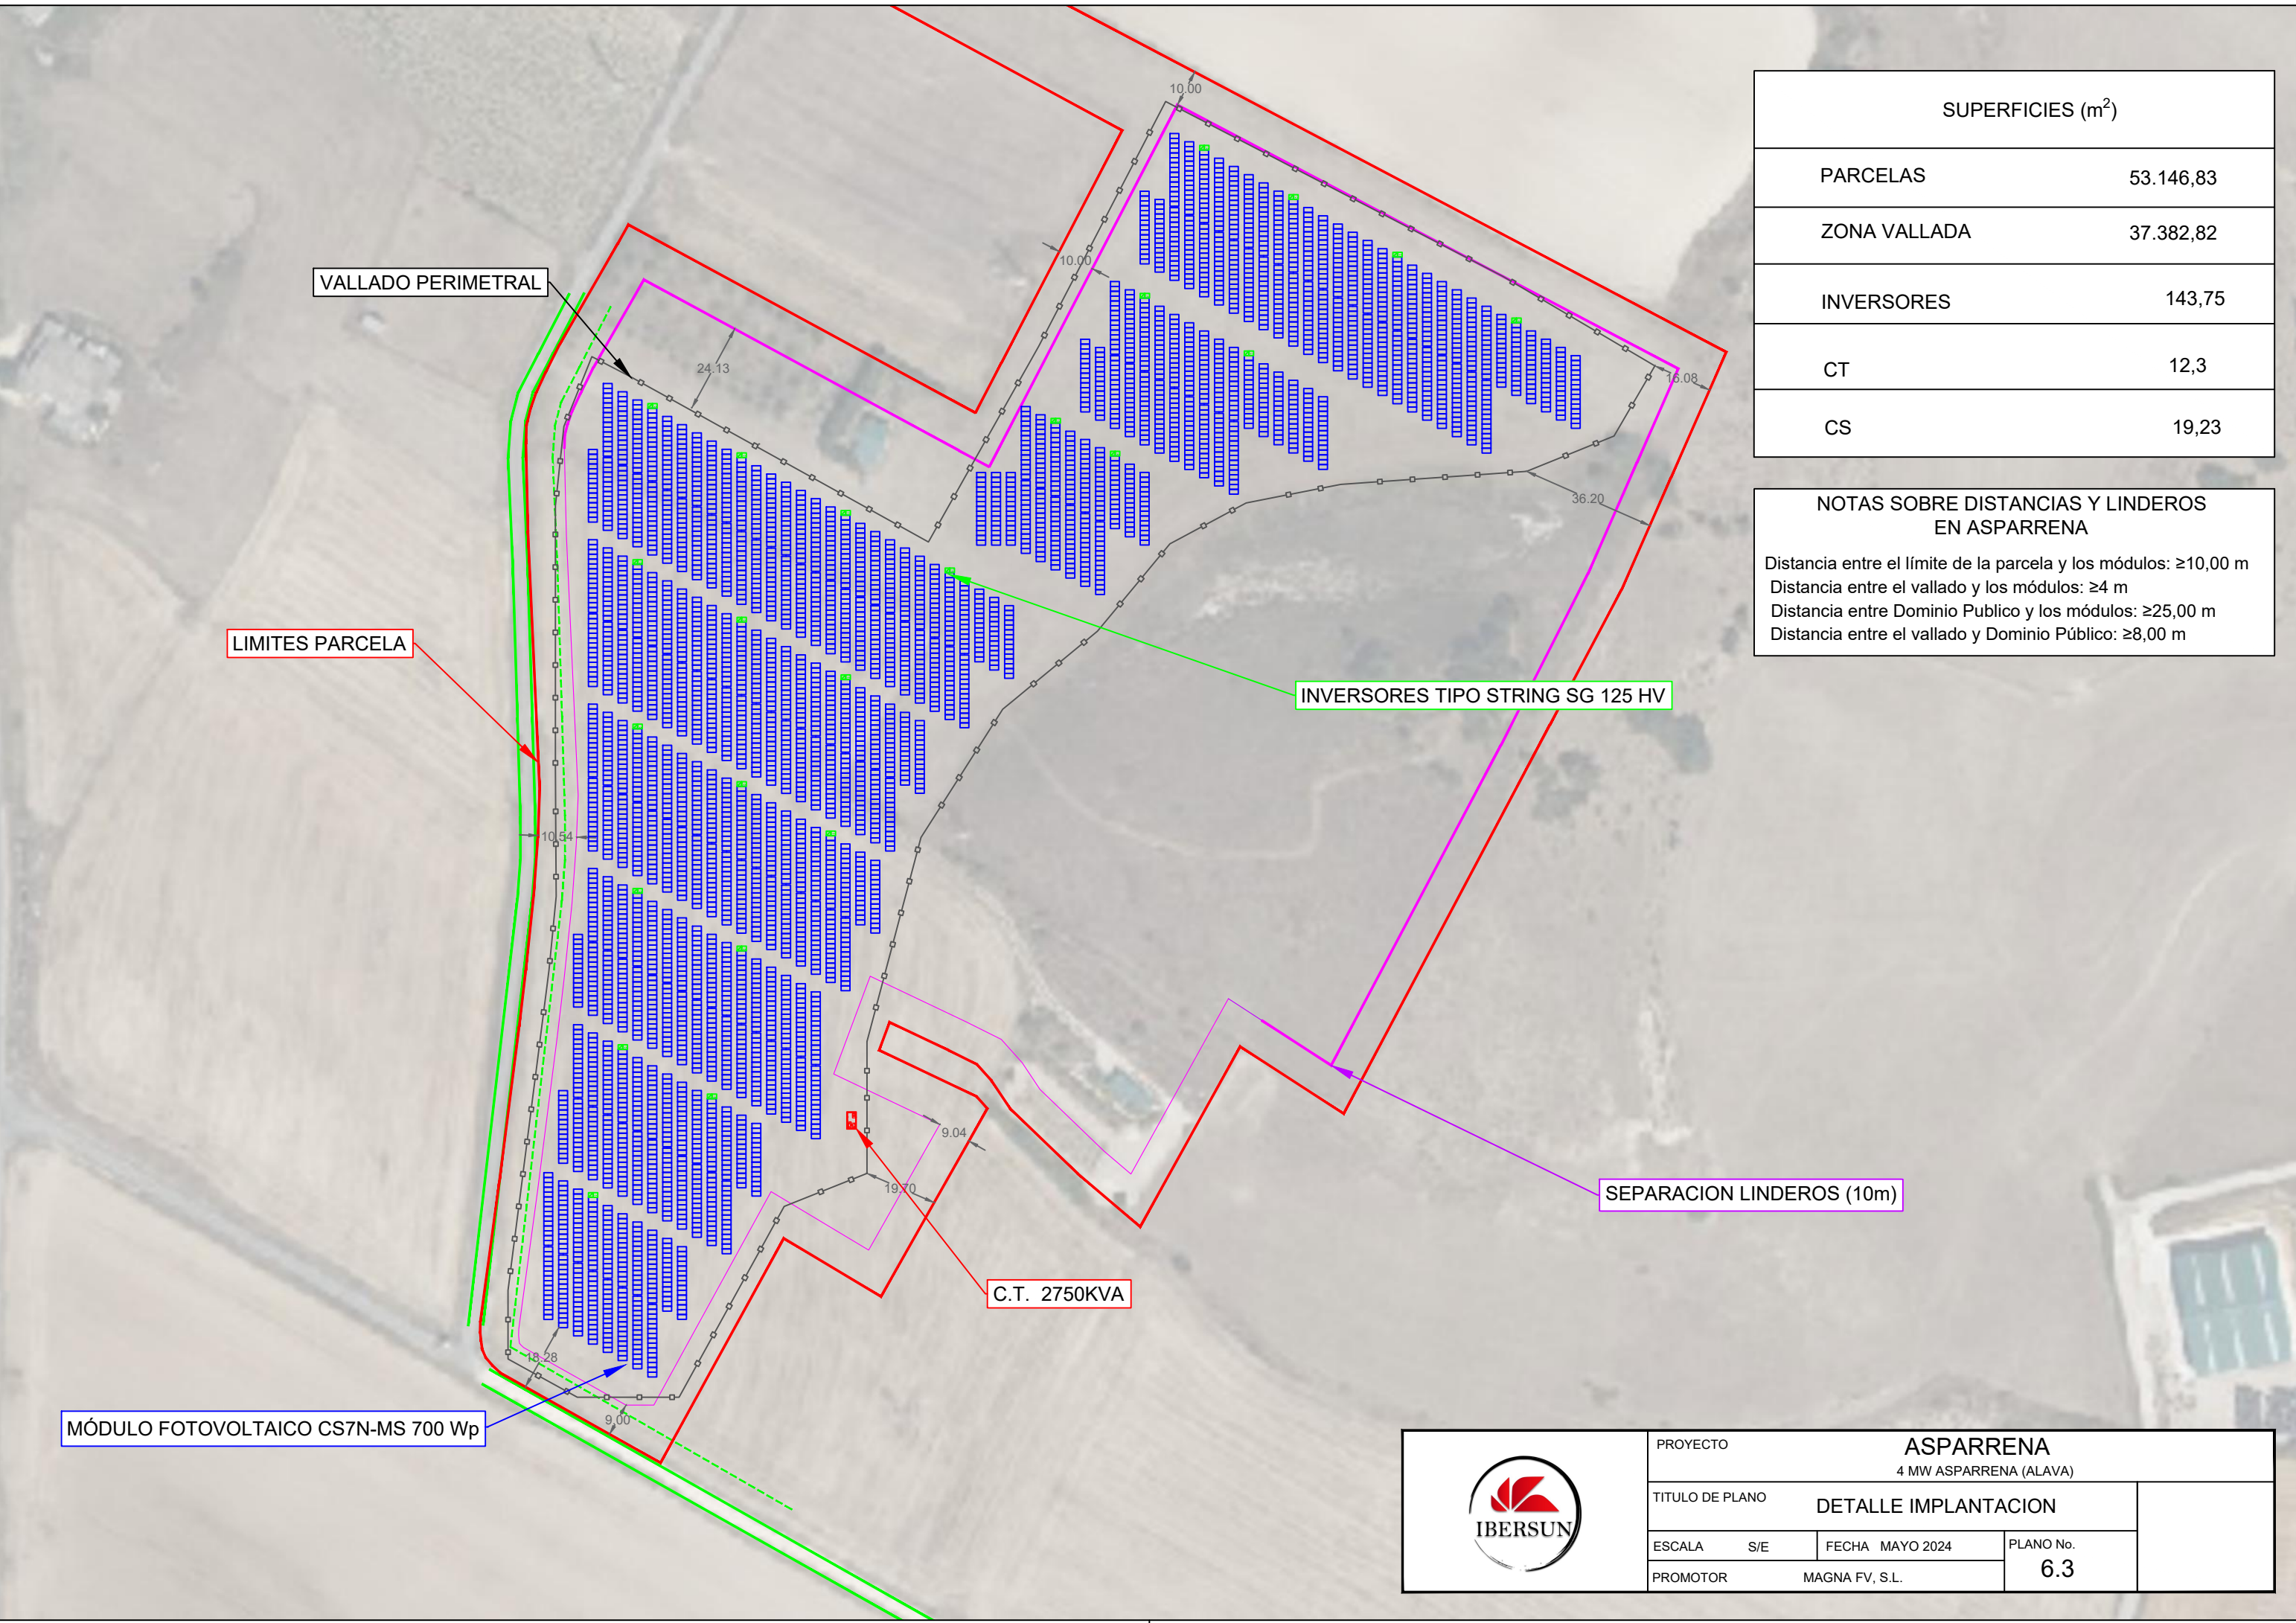 SUPERFICIES (m²)
PARCELAS 53.146,83
ZONA VALLADA 37.382,82
INVERSORES 143,75
CT 12,3
CS 19,23
NOTAS SOBRE DISTANCIAS Y LINDEROS
EN ASPARRENA
Distancia entre el límite de la parcela y los módulos: ≥10,00 m
Distancia entre el vallado y los módulos: ≥4 m
Distancia entre Dominio Publico y los módulos: ≥25,00 m
Distancia entre el vallado y Dominio Público: ≥8,00 m
10.00
10.00
VALLADO PERIMETRAL
24.13
36.20
LIMITES PARCELA
INVERSORES TIPO STRING SG 125 HV
10.54
9.04
19.70
SEPARACION LINDEROS (10m)
C.T. 2750KVA
18.28
9.00
MÓDULO FOTOVOLTAICO CS7N-MS 700 Wp
IBERSUN
PROYECTO ASPARRENA
4 MW ASPARRENA (ALAVA)
TITULO DE PLANO DETALLE IMPLANTACION
ESCALA S/E FECHA MAYO 2024 PLANO No.
6.3
PROMOTOR MAGNA FV, S.L.